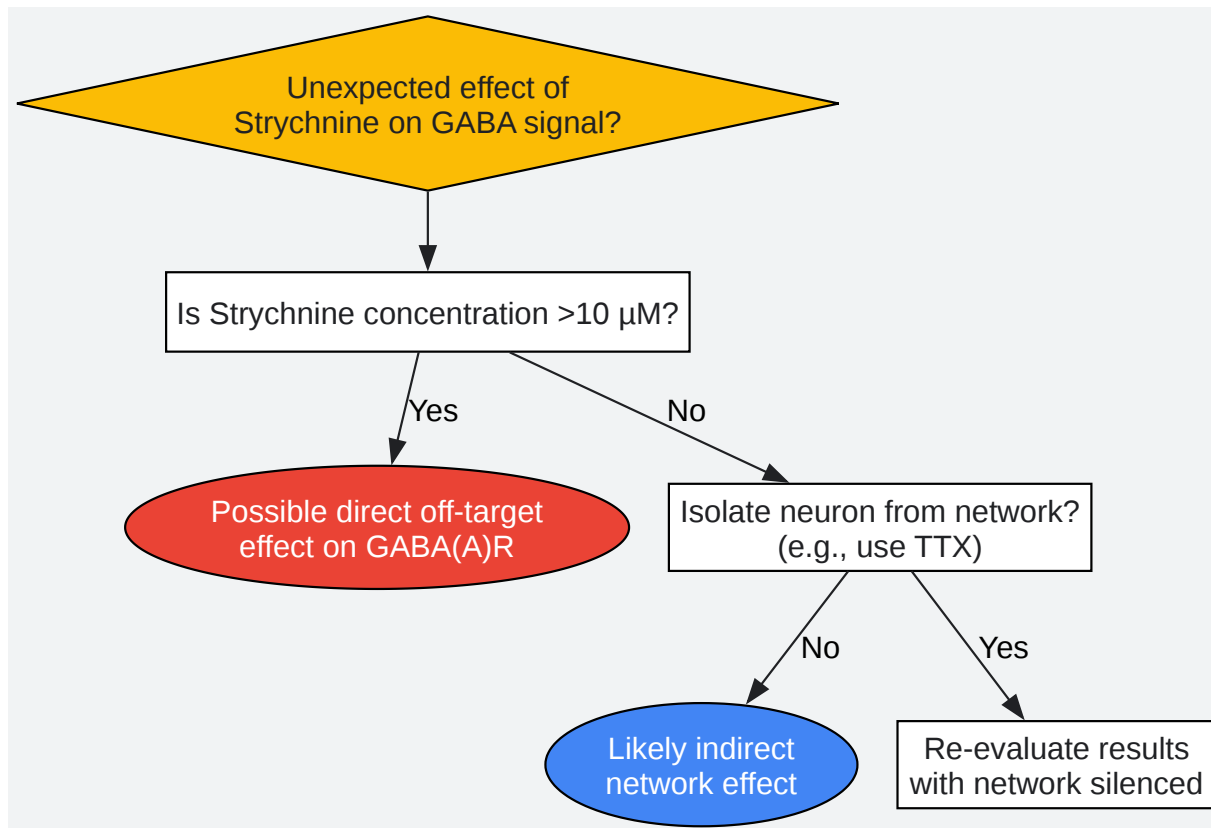 Unexpected effect of
Strychnine on GABA signal?
Is Strychnine concentration >10 µM?
Yes
No
Possible direct off-target
effect on GABA(A)R
Isolate neuron from network?
(e.g., use TTX)
No
Yes
Likely indirect
network effect
Re-evaluate results
with network silenced